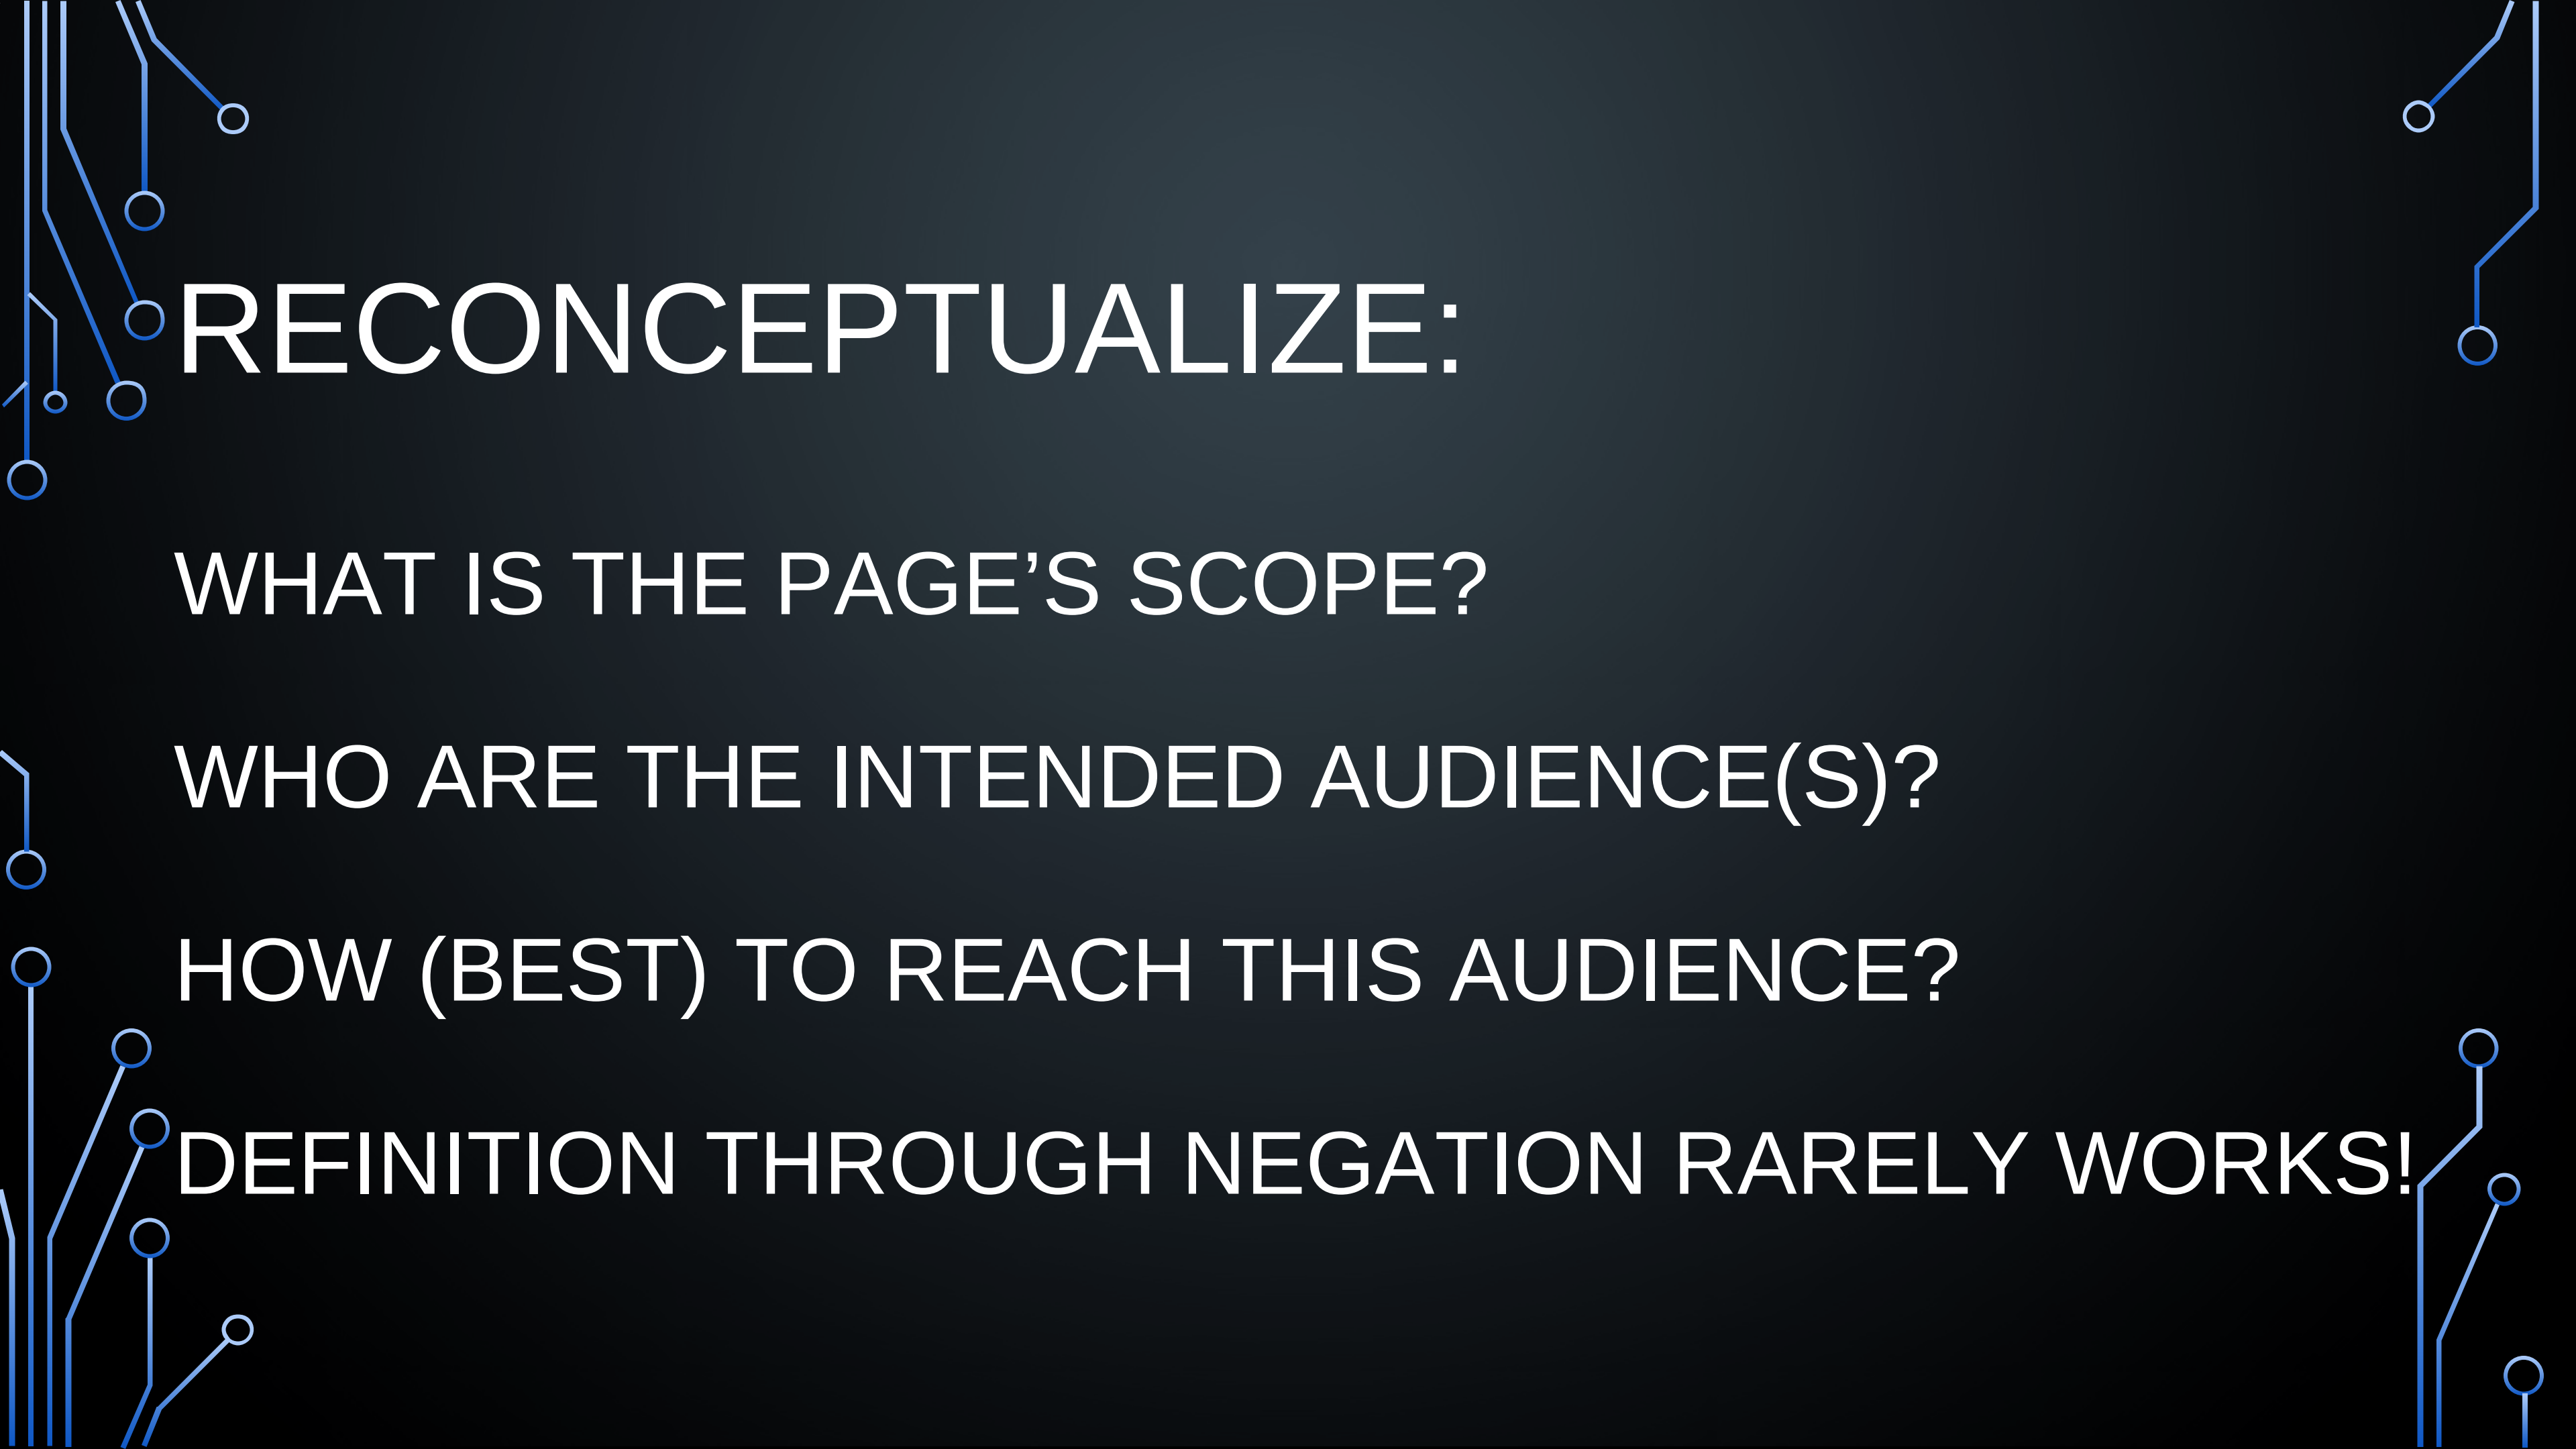 RECONCEPTUALIZE:
WHAT IS THE PAGE’S SCOPE?
WHO ARE THE INTENDED AUDIENCE(S)?
HOW (BEST) TO REACH THIS AUDIENCE?
DEFINITION THROUGH NEGATION RARELY WORKS!